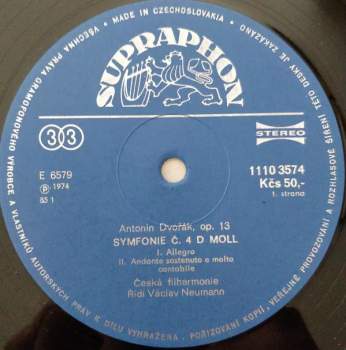 VŠECHNA PRÁVA GRAMOFONOVÉHO VÝROBCE A VLASTNÍKŮ AUTORSKÝCH PRÁV K DÍLU VYHRAŽENA. POŘIZOVÁNÍ KOPIÍ, VEŘEJNÉ PROVOZOVÁNÍ A ROZHLASOVÉ ŠÍŘENÍ TÉTO DESKY JE ZAKÁZÁNO • MADE IN CZECHOSLOVAKIA •
SUPRAPHON
33
STEREO
E 6579
℗ 1974
85 1
1110 3574
Kčs 50,-
1. strana
Antonín Dvořák, op. 13
SYMFONIE Č. 4 D MOLL
I. Allegro
II. Andante sostenuto e molto
cantabile
Česká filharmonie
Řídí Václav Neumann